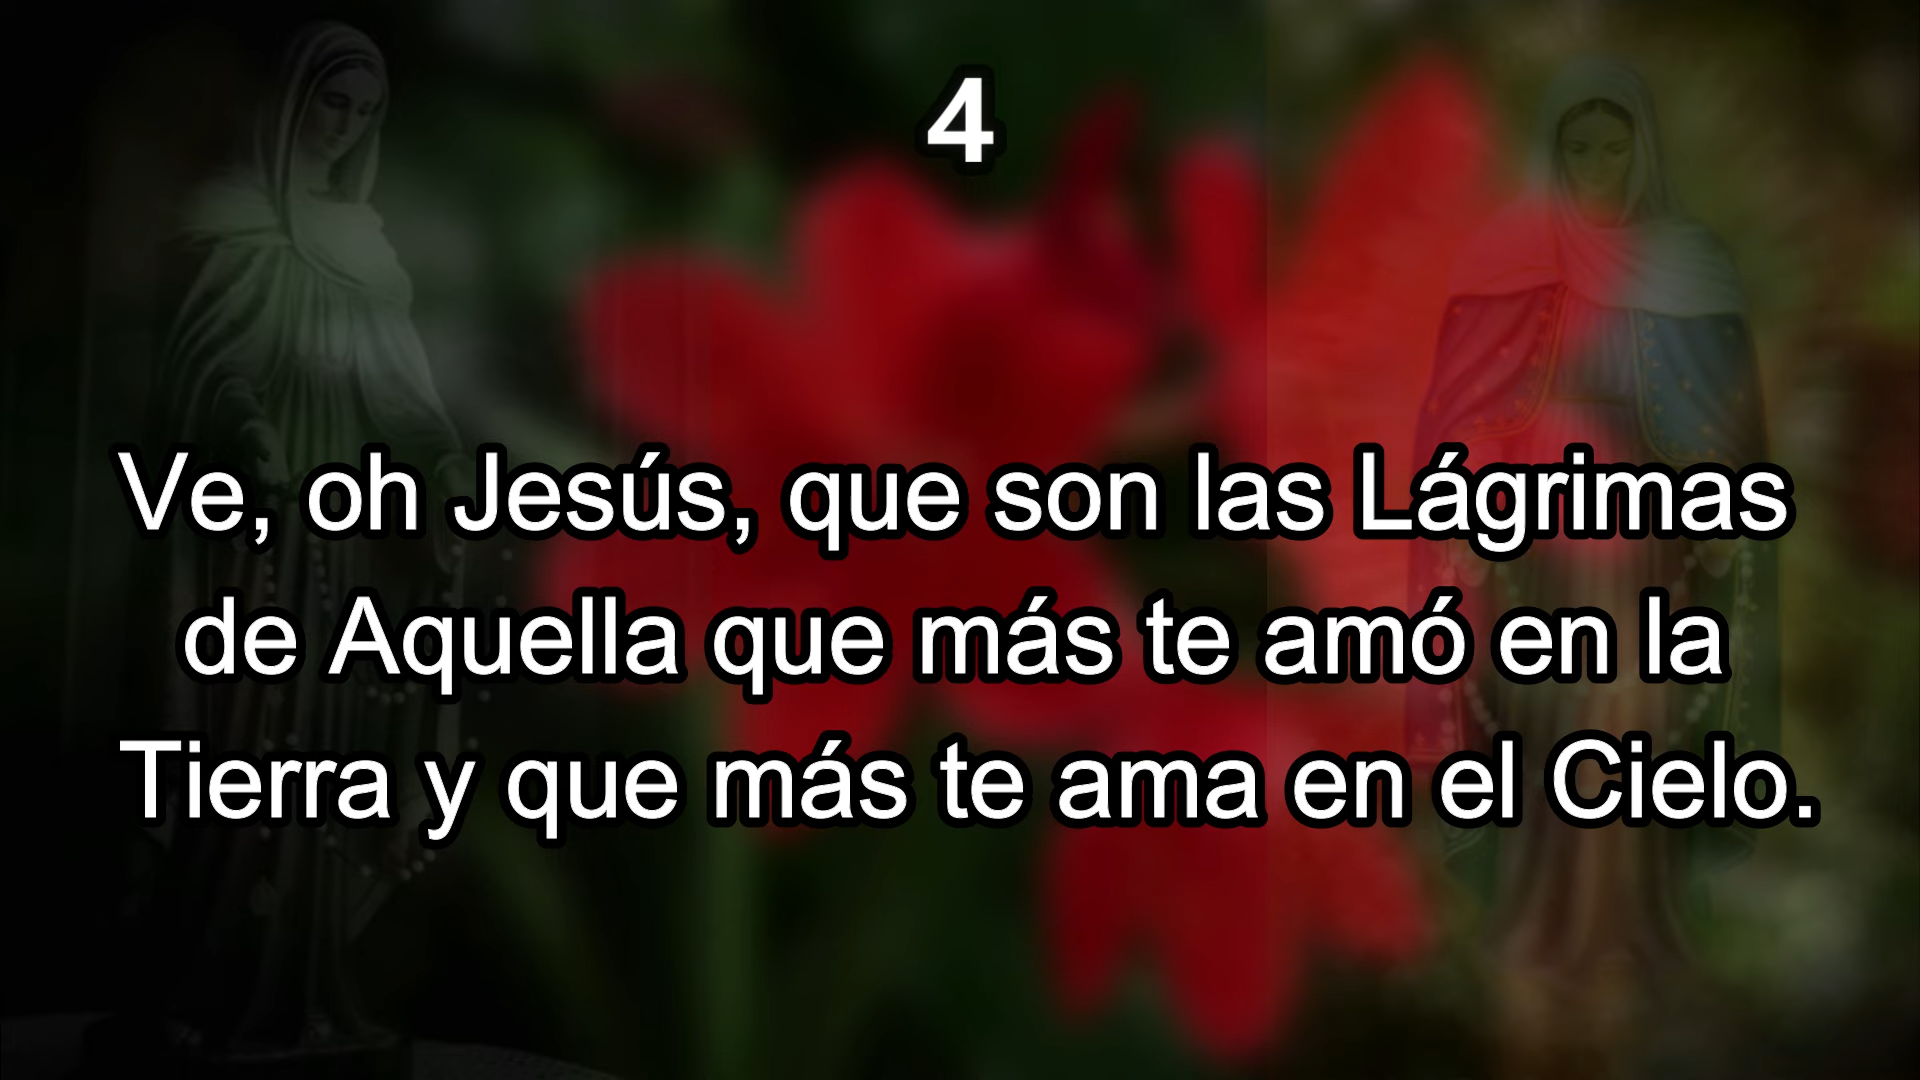 4
Ve, oh Jesús, que son las Lágrimas
de Aquella que más te amó en la
Tierra y que más te ama en el Cielo.